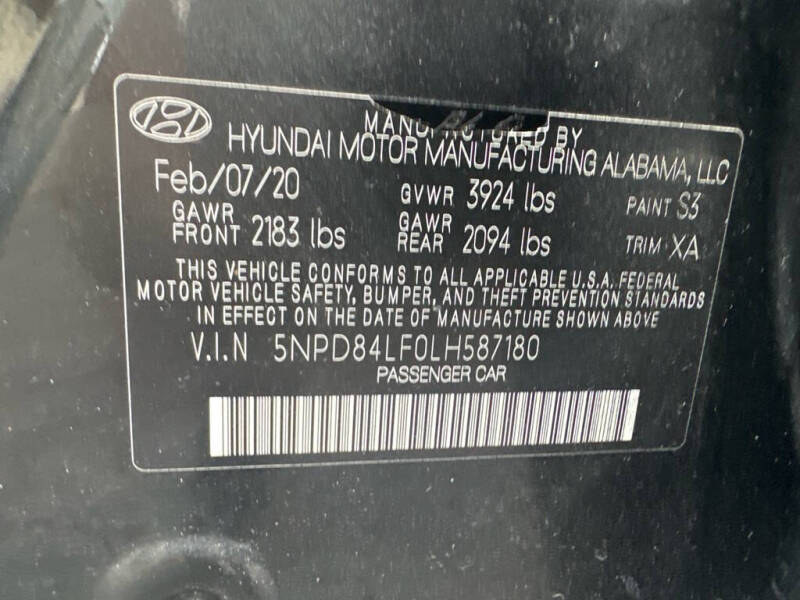 MANUFACTURED BY
HYUNDAI MOTOR MANUFACTURING ALABAMA, LLC
Feb/07/20 GVWR 3924 lbs PAINT S3
GAWR FRONT 2183 lbs GAWR REAR 2094 lbs TRIM XA
THIS VEHICLE CONFORMS TO ALL APPLICABLE U.S.A. FEDERAL
MOTOR VEHICLE SAFETY, BUMPER, AND THEFT PREVENTION STANDARDS
IN EFFECT ON THE DATE OF MANUFACTURE SHOWN ABOVE
V.I.N 5NPD84LF0LH587180
PASSENGER CAR